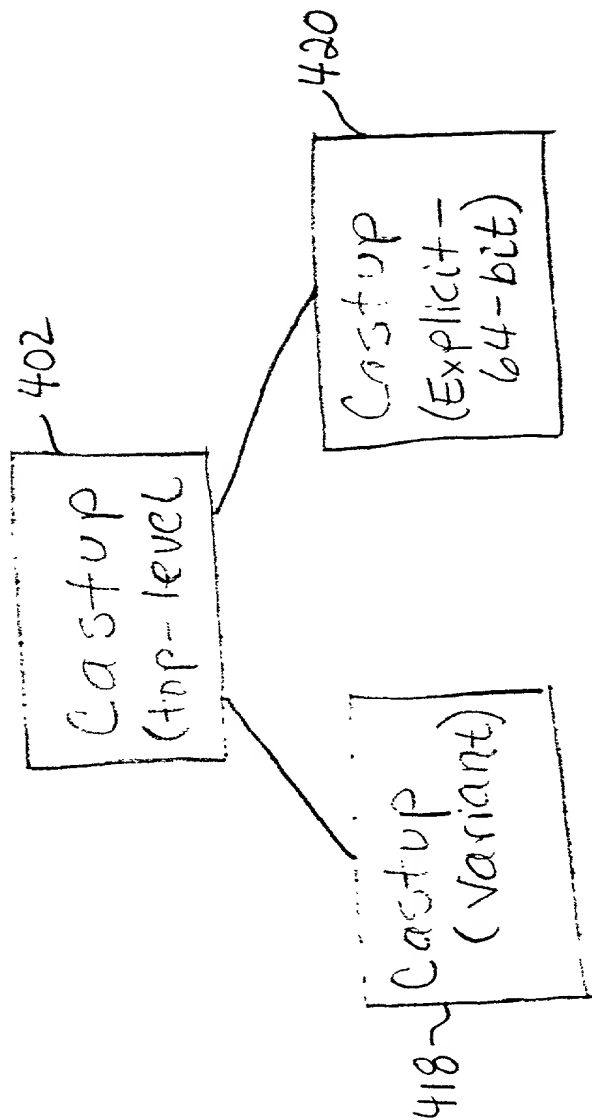 402
Castup
(top-level
418
Castup
(Variant)
420
Castup
(Explicit-
64-bit)